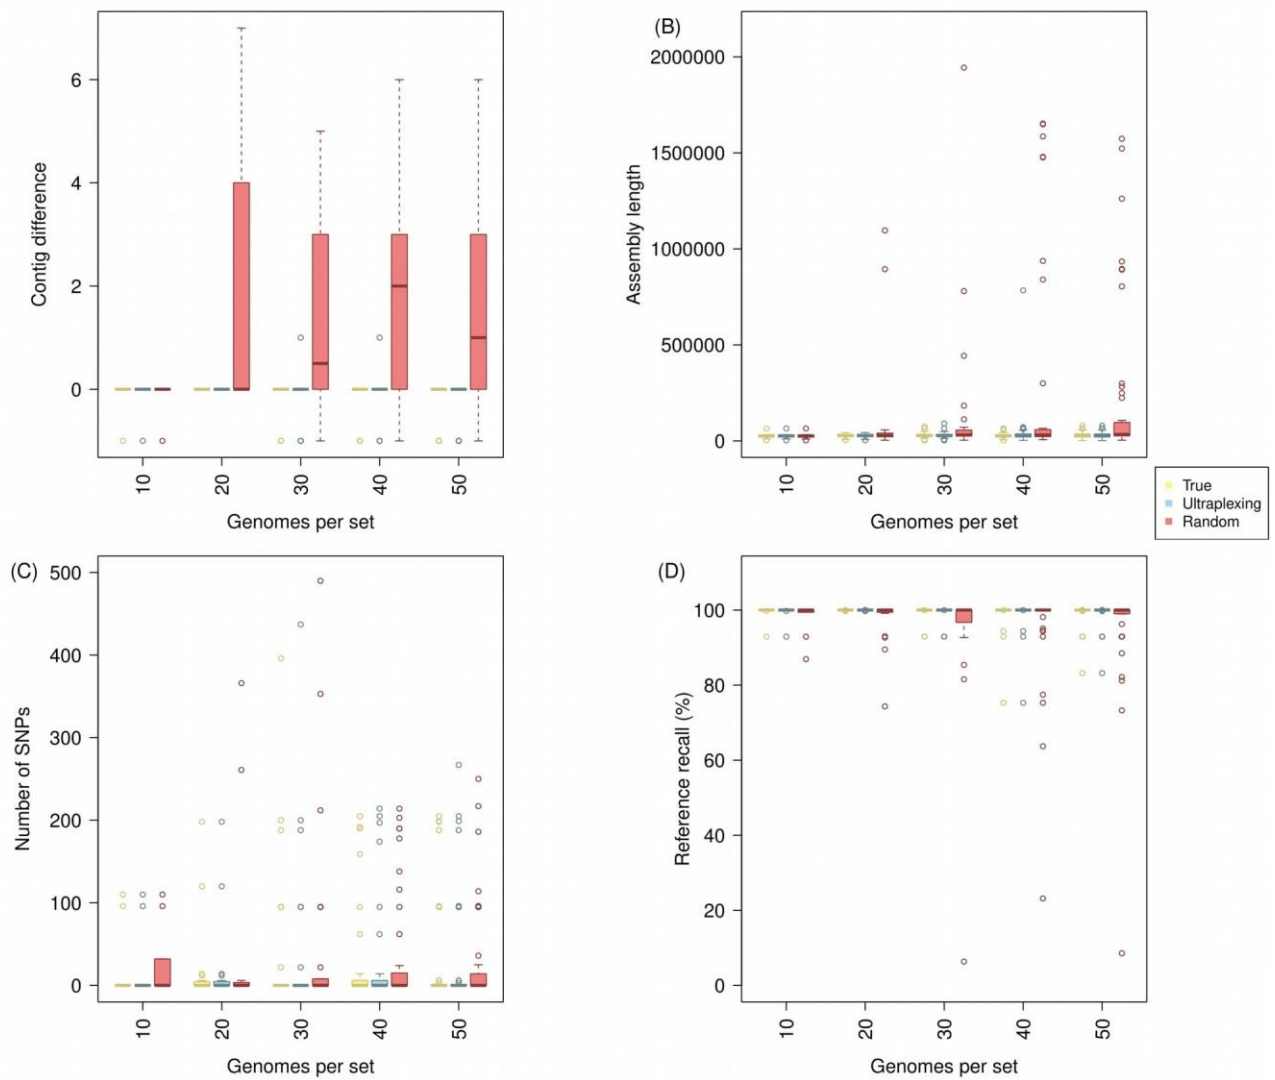 6
4
2
0
Contig difference
10
20
30
40
50
Genomes per set
(B)
2000000
1500000
1000000
500000
0
Assembly length
10
20
30
40
50
Genomes per set
True
Ultraplexing
Random
(C)
500
400
300
200
100
0
Number of SNPs
10
20
30
40
50
Genomes per set
(D)
100
80
60
40
20
0
Reference recall (%)
10
20
30
40
50
Genomes per set